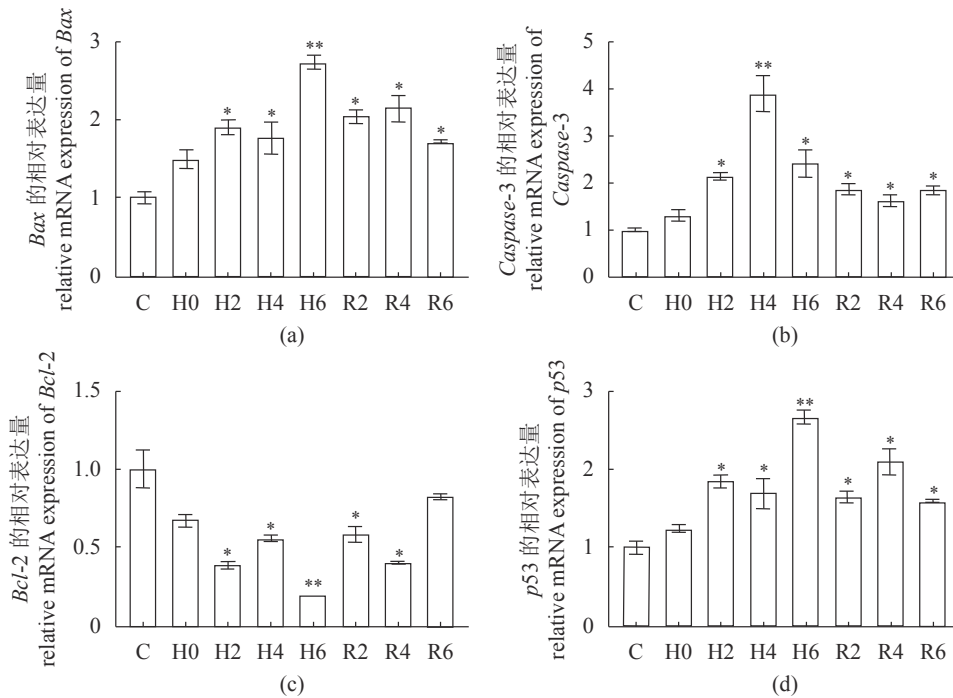 Bax 的相对表达量
relative mRNA expression of Bax
3
2
1
0
*
*
**
*
*
*
C H0 H2 H4 H6 R2 R4 R6
(a)
Caspase-3 的相对表达量
relative mRNA expression of
Caspase-3
5
4
3
2
1
0
*
**
*
*
*
*
C H0 H2 H4 H6 R2 R4 R6
(b)
Bcl-2 的相对表达量
relative mRNA expression of Bcl-2
1.5
1.0
0.5
0
*
*
**
*
*
C H0 H2 H4 H6 R2 R4 R6
(c)
p53 的相对表达量
relative mRNA expression of p53
3
2
1
0
*
*
**
*
*
*
C H0 H2 H4 H6 R2 R4 R6
(d)